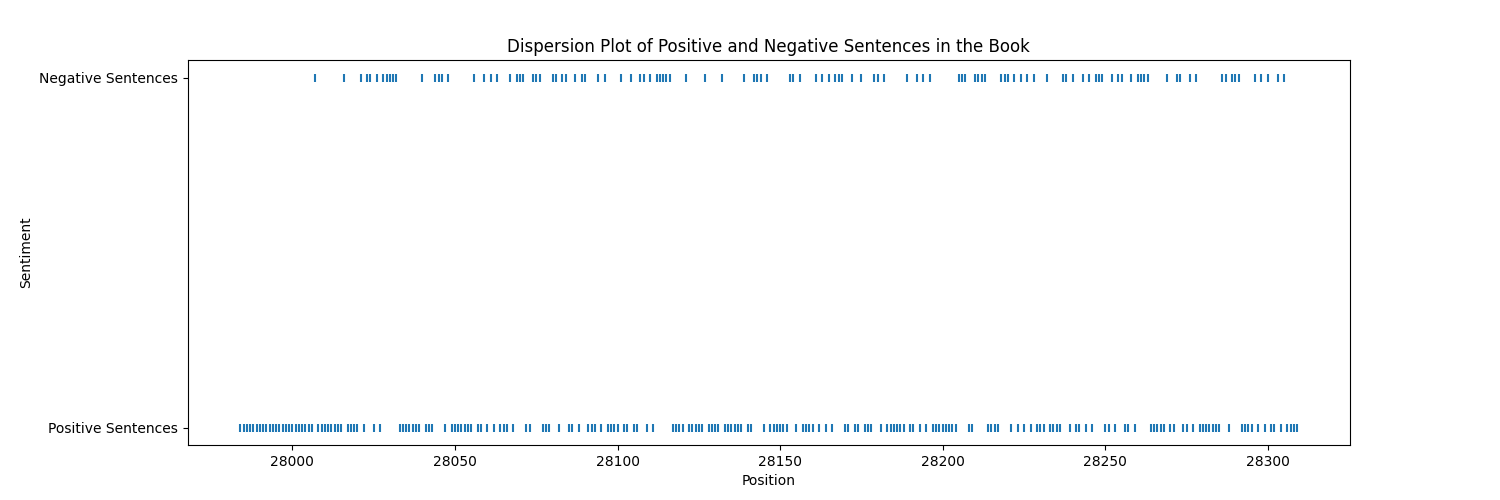 Dispersion Plot of Positive and Negative Sentences in the Book
Negative Sentences
Sentiment
Positive Sentences
28000 28050 28100 28150 28200 28250 28300
Position